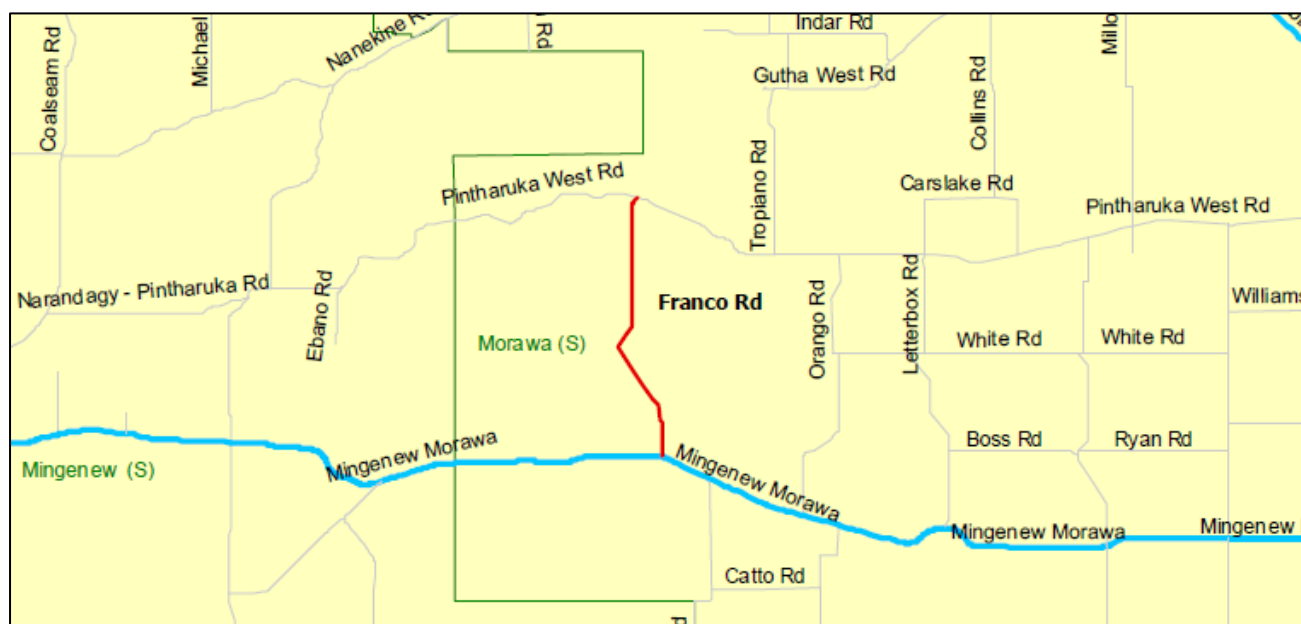 Indar Rd
Coalseam Rd
Michael
Nanekine Rd
Rd
Gutha West Rd
Collins Rd
Millo
Pintharuka West Rd
Tropiano Rd
Carslake Rd
Pintharuka West Rd
Narandagy - Pintharuka Rd
Ebano Rd
Franco Rd
Orango Rd
Letterbox Rd
Williams
Morawa (S)
White Rd
White Rd
Mingenew (S)
Mingenew Morawa
Mingenew Morawa
Boss Rd
Ryan Rd
Mingenew Morawa
Mingenew
Catto Rd